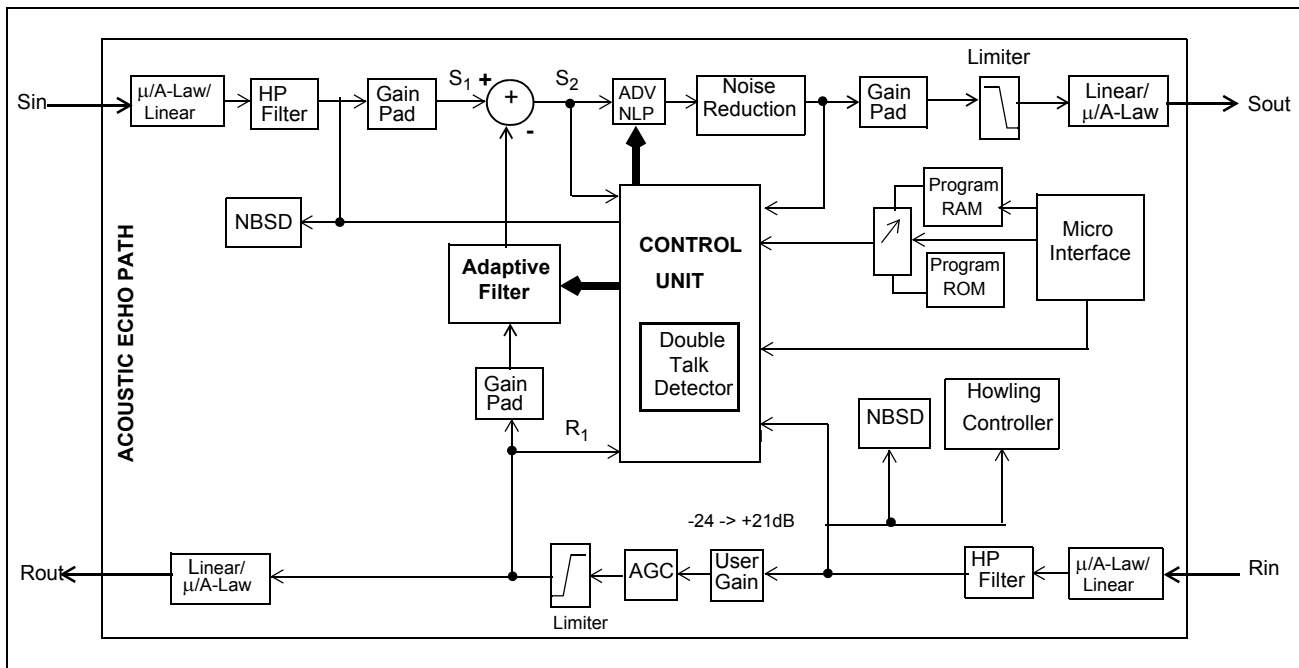 Sin
μ/A-Law/
Linear
HP
Filter
Gain
Pad
S1
+
+
-
S2
ADV
NLP
Noise
Reduction
Gain
Pad
Limiter
Linear/
μ/A-Law
Sout
NBSD
Adaptive
Filter
Gain
Pad
R1
CONTROL
UNIT
Double
Talk
Detector
Program
RAM
Program
ROM
Micro
Interface
NBSD
Howling
Controller
ACOUSTIC ECHO PATH
-24 -> +21dB
Rout
Linear/
μ/A-Law
Limiter
AGC
User
Gain
HP
Filter
μ/A-Law/
Linear
Rin